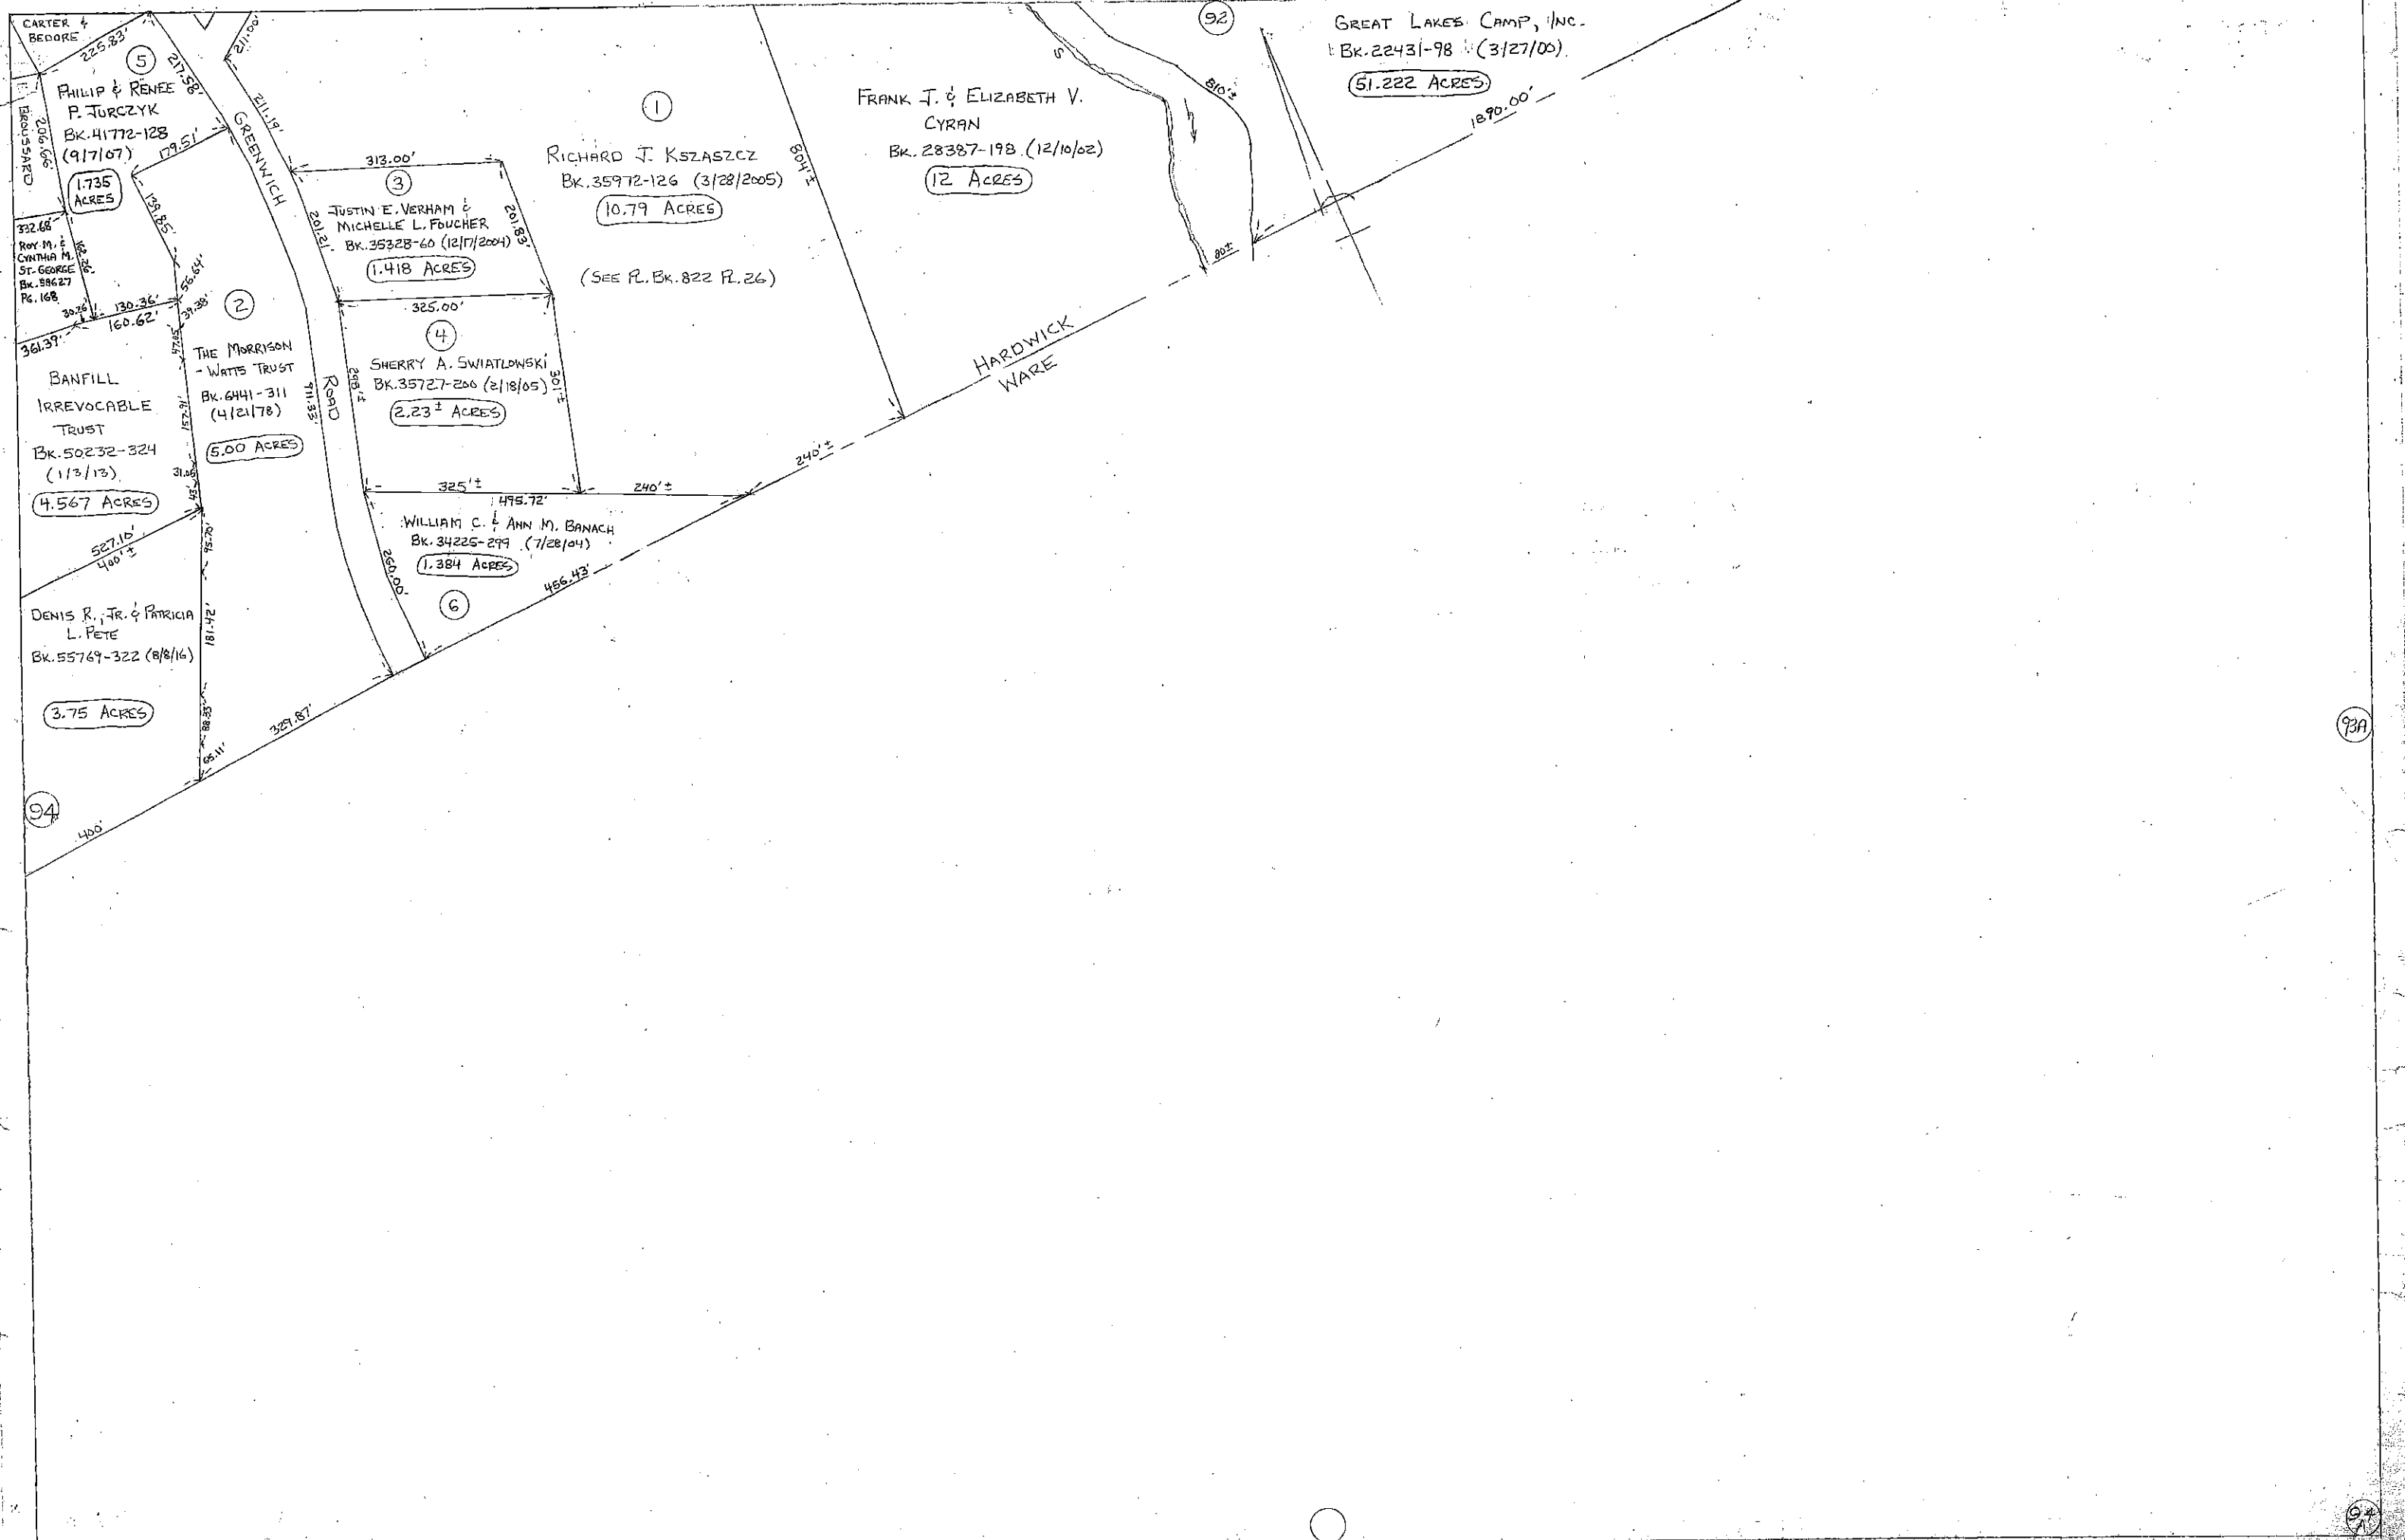 CARTER &
BEDORE
225.83'
5
217.58'
PHILIP & RENEE
P. JURCZYK
BK.41772-128
(9/7/07)
1.735
ACRES
BROUSSARD
206.66'
179.51'
139.85'
56.64'
332.68'
ROY M. &
CYNTHIA M.
ST. GEORGE
PG. 168
130.36'
160.62'
39.38'
361.39'
BANFILL
IRREVOCABLE
TRUST
BK.50232-324
(1/3/13)
4.567 ACRES
527.10'
400'±
DENIS R., JR. & PATRICIA
L. PETE
BK.55769-322 (8/8/16)
3.75 ACRES
94
400'
2
THE MORRISON
- WATTS TRUST
BK.6441-311
(4/21/78)
5.00 ACRES
43'
95.70'
181.42'
88.33'
65.11'
329.87'
911.33'
GREENWICH
ROAD
211.00'
211.19'
313.00'
3
JUSTIN E. VERHAM &
MICHELLE L. FOUCHER
BK.35328-60 (12/17/2004)
1.418 ACRES
201.21'
201.83'
325.00'
4
SHERRY A. SWIATLOWSKI
BK.35727-200 (2/18/05)
2.23± ACRES
298'±
301'±
325'±
240'±
495.72'
WILLIAM C. & ANN M. BANACH
BK.34225-299 (7/28/04)
1.384 ACRES
260.00'
6
456.43'
1
RICHARD J. KSZASZCZ
BK.35972-126 (3/28/2005)
10.79 ACRES
(SEE PL.BK.822 PL.26)
804'±
240'±
FRANK J. & ELIZABETH V.
CYRAN
BK. 28387-198 (12/10/02)
12 ACRES
HARDWICK
WARE
810'±
92
GREAT LAKES CAMP, INC.
BK.22431-98 (3/27/00)
51.222 ACRES
1890.00'
93A
94
A